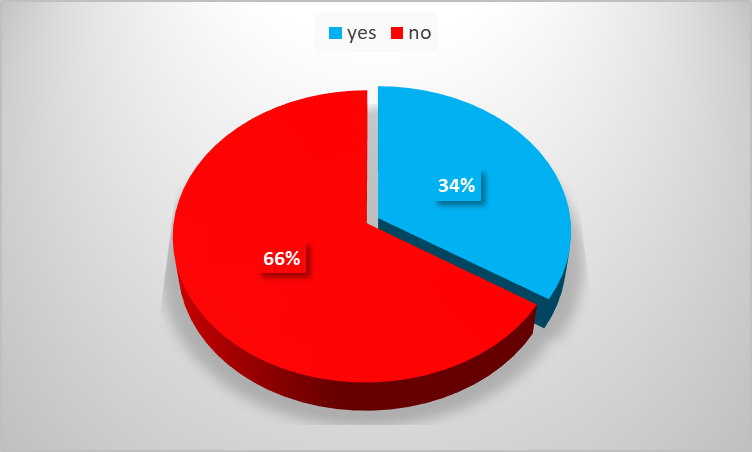 yes no
34%
66%